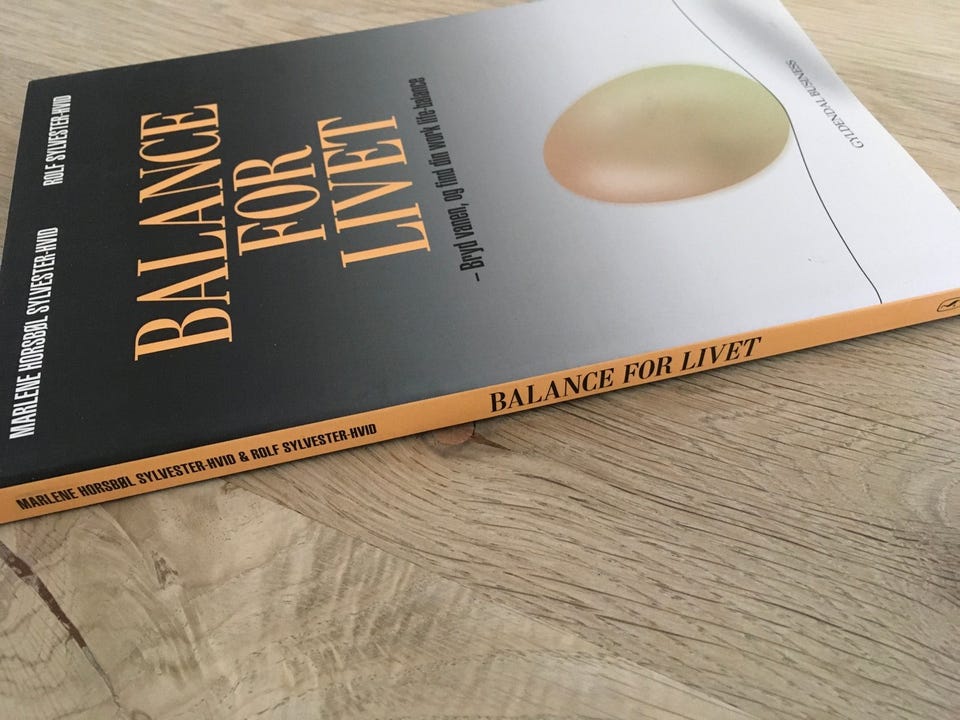 MARLENE HORSBØL SYLVESTER-HVID
ROLF SYLVESTER-HVID
BALANCE
FOR
LIVET
– Bryd vanen, og find din work life-balance
GYLDENDAL BUSINESS
MARLENE HORSBØL SYLVESTER-HVID & ROLF SYLVESTER-HVID
BALANCE FOR LIVET